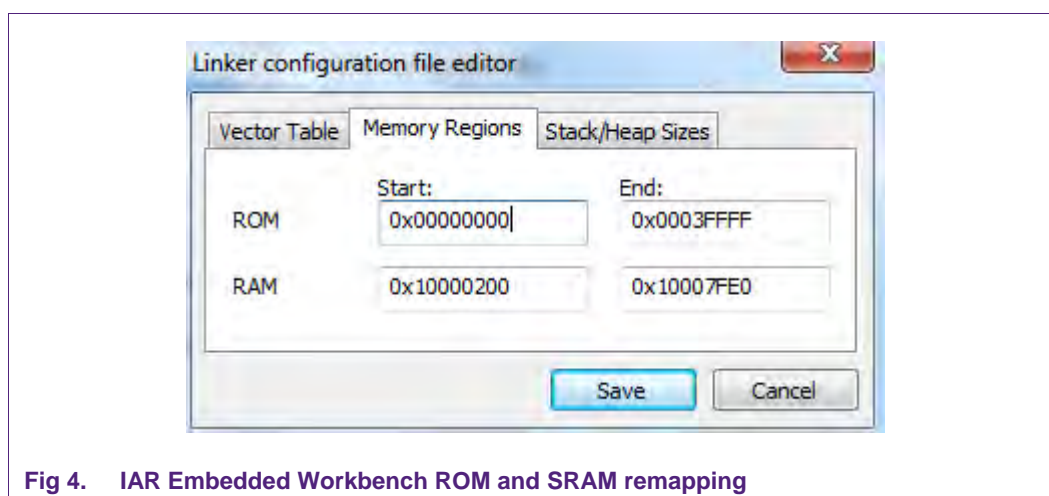 Linker configuration file editor
X
Vector Table Memory Regions Stack/Heap Sizes
Start: End:
ROM 0x00000000 0x0003FFFF
RAM 0x10000200 0x10007FE0
Save Cancel
Fig 4. IAR Embedded Workbench ROM and SRAM remapping